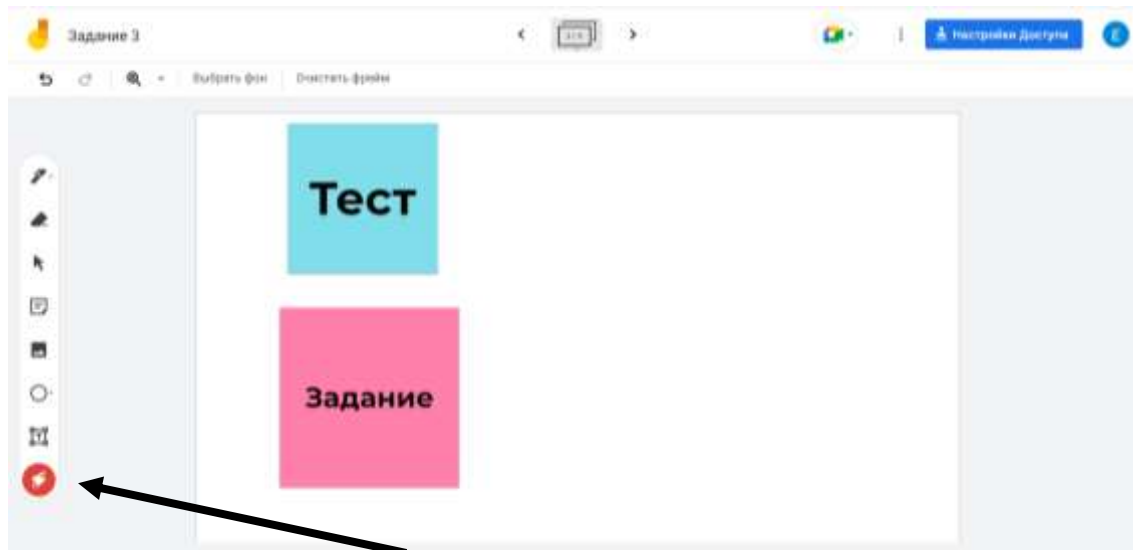 Задание 3
Настройки Доступа
Выбрать фон
Очистить фрейм
Тест
Задание